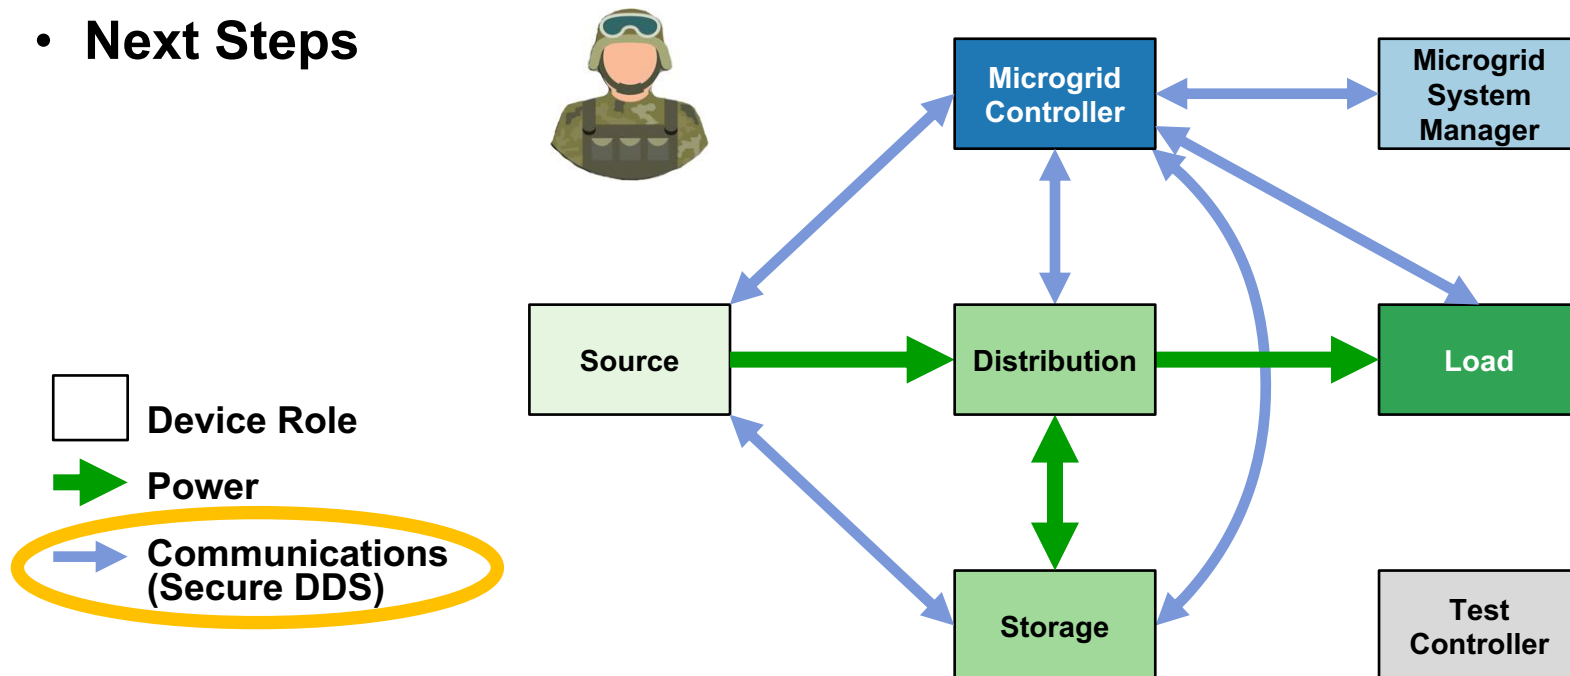 • Next Steps
Microgrid
Controller
Microgrid
System
Manager
Source
Distribution
Load
Device Role
Power
Communications
(Secure DDS)
Storage
Test
Controller